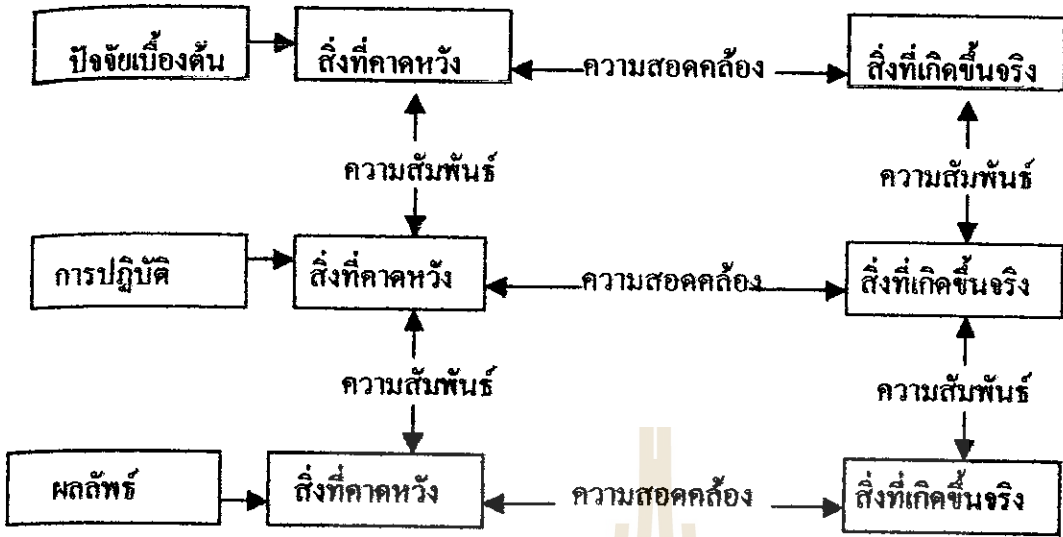 ปัจจัยเบื้องต้น สิ่งที่คาดหวัง ความสอดคล้อง สิ่งที่เกิดขึ้นจริง
ความสัมพันธ์ ความสัมพันธ์
การปฏิบัติ สิ่งที่คาดหวัง ความสอดคล้อง สิ่งที่เกิดขึ้นจริง
ความสัมพันธ์ ความสัมพันธ์
ผลลัพธ์ สิ่งที่คาดหวัง ความสอดคล้อง สิ่งที่เกิดขึ้นจริง